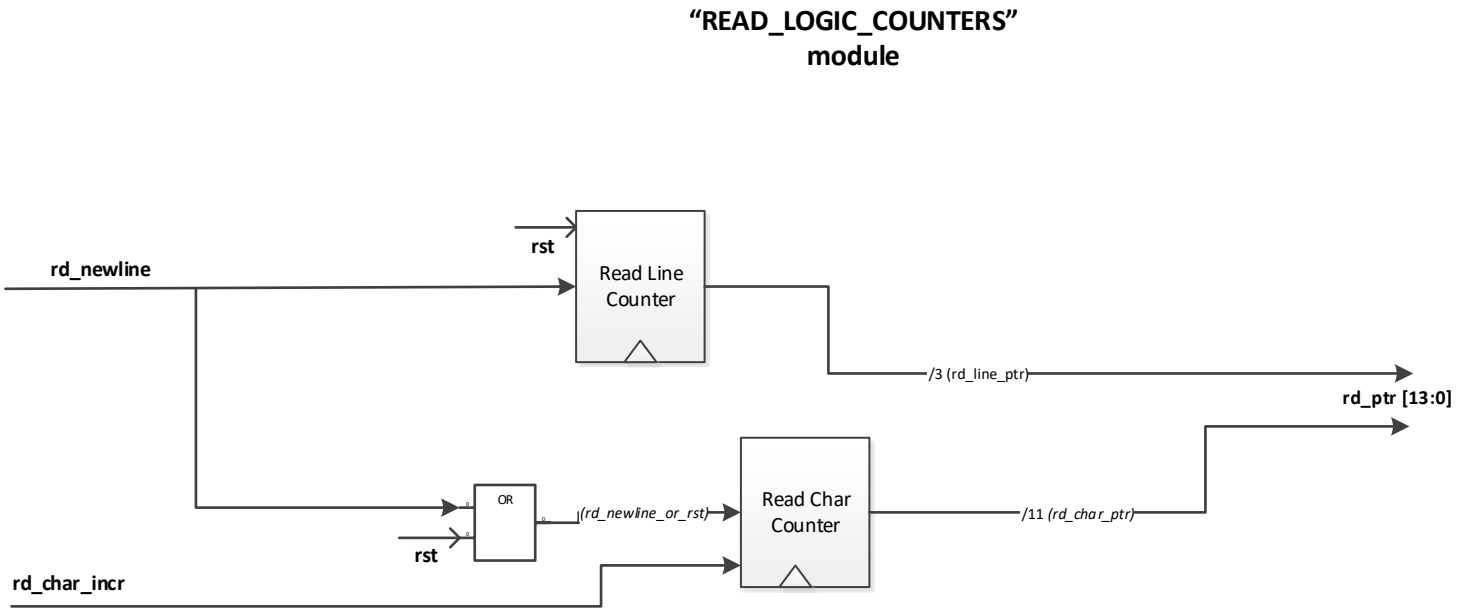 “READ_LOGIC_COUNTERS”
module
rst
rd_newline
Read Line
Counter
/3 (rd_line_ptr)
rd_ptr [13:0]
OR
(rd_newline_or_rst)
Read Char
Counter
/11 (rd_char_ptr)
rst
rd_char_incr